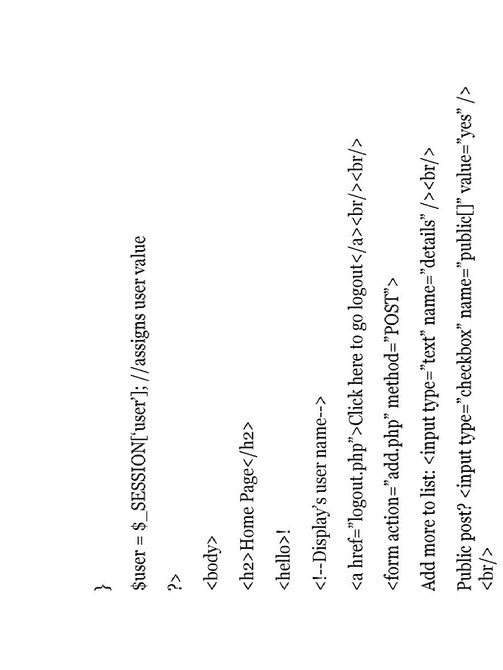 }
$user = $_SESSION['user']; //assigns user value
?>
<body>
<h2>Home Page</h2>
<hello>!
<!--Display’s user name-->
<a href=”logout.php”>Click here to go logout</a><br/><br/>
<form action=”add.php” method=”POST”>
Add more to list: <input type=”text” name=”details” /><br/>
Public post? <input type=”checkbox” name=”public[]” value=”yes” />
<br/>